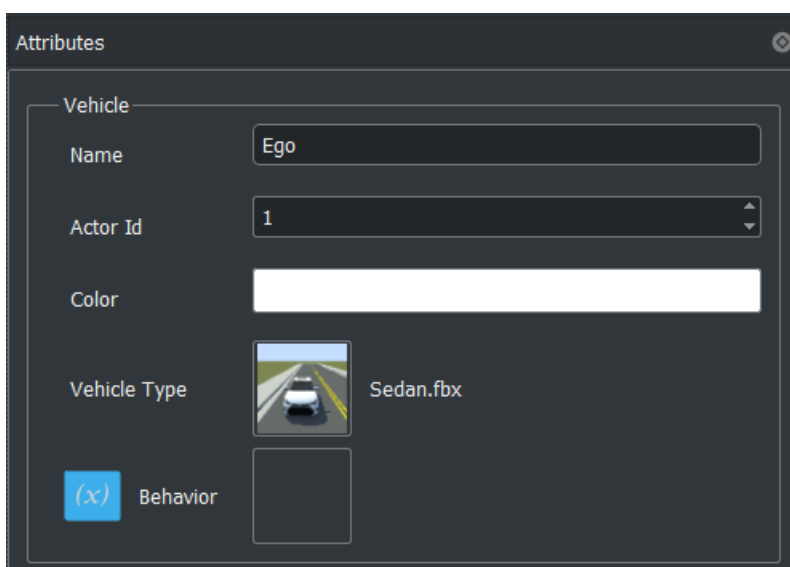 Attributes
Vehicle
Name
Ego
Actor Id
1
Color
Vehicle Type
Sedan.fbx
(x)
Behavior